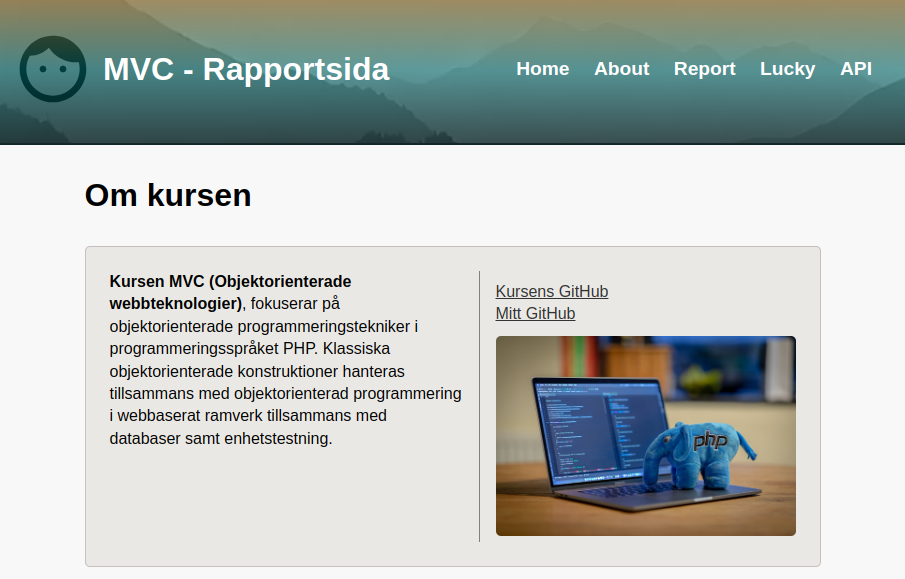 MVC - Rapportsida
Home About Report Lucky API
Om kursen
Kursen MVC (Objektorienterade
webbteknologier), fokuserar på
objektorienterade programmeringstekniker i
programmeringsspråket PHP. Klassiska
objektorienterade konstruktioner hanteras
tillsammans med objektorienterad programmering
i webbaserat ramverk tillsammans med
databaser samt enhetstestning.
Kursens GitHub
Mitt GitHub
php